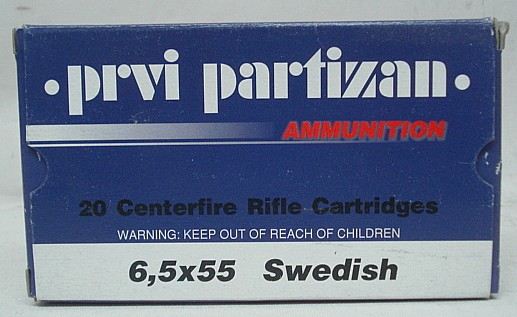 •prvi partizan•
AMMUNITION
20 Centerfire Rifle Cartridges
WARNING: KEEP OUT OF REACH OF CHILDREN
6,5x55 Swedish